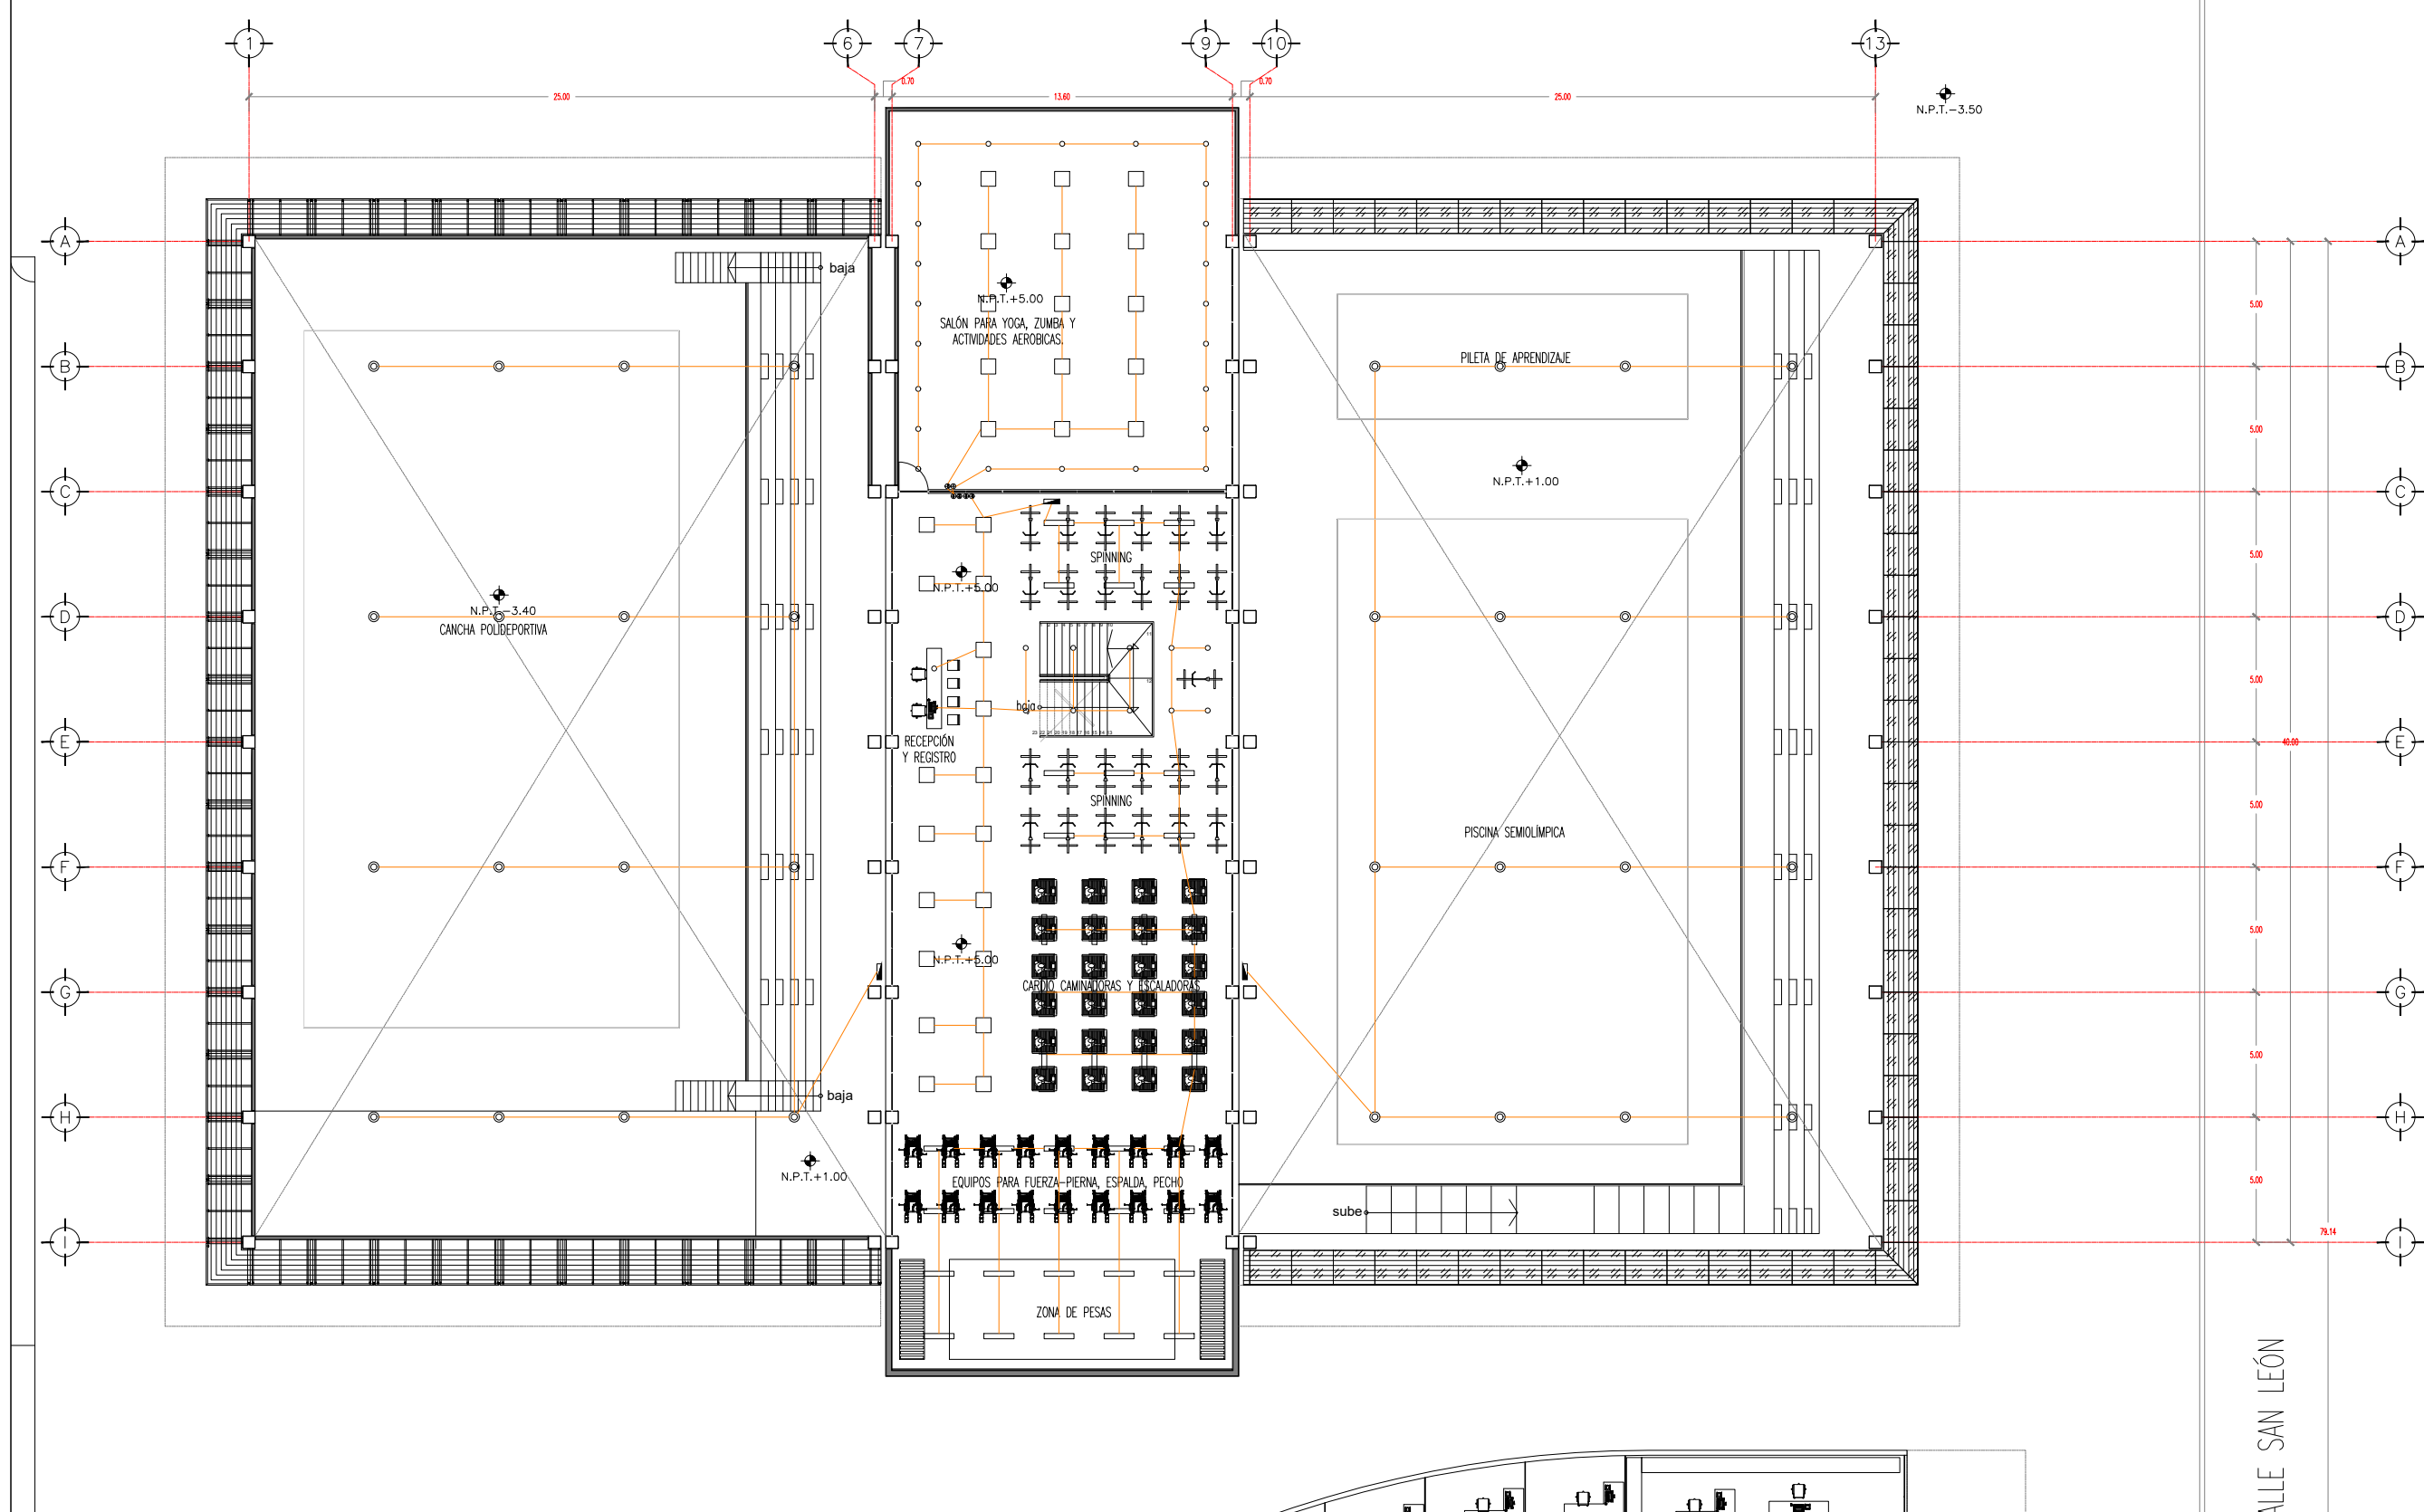 1
6
7
9
10
13
0.70
0.70
25.00
13.60
25.00
N.P.T.-3.50
A
A
baja
5.00
N.P.T.+5.00
SALÓN PARA YOGA, ZUMBA Y
ACTIVIDADES AEROBICAS.
PILETA DE APRENDIZAJE
B
B
5.00
N.P.T.+1.00
C
C
SPINNING
5.00
N.P.T.+5.00
N.P.T.-3.40
CANCHA POLIDEPORTIVA
D
D
5.00
baja
RECEPCIÓN
Y REGISTRO
E
40.00
E
SPINNING
5.00
PISCINA SEMIOLÍMPICA
F
F
5.00
N.P.T.+5.00
CARDIO CAMINADORAS Y ESCALADORAS
G
G
5.00
baja
H
H
N.P.T.+1.00
EQUIPOS PARA FUERZA-PIERNA, ESPALDA, PECHO
5.00
sube
79.14
I
I
ZONA DE PESAS
ALLE SAN LEÓN